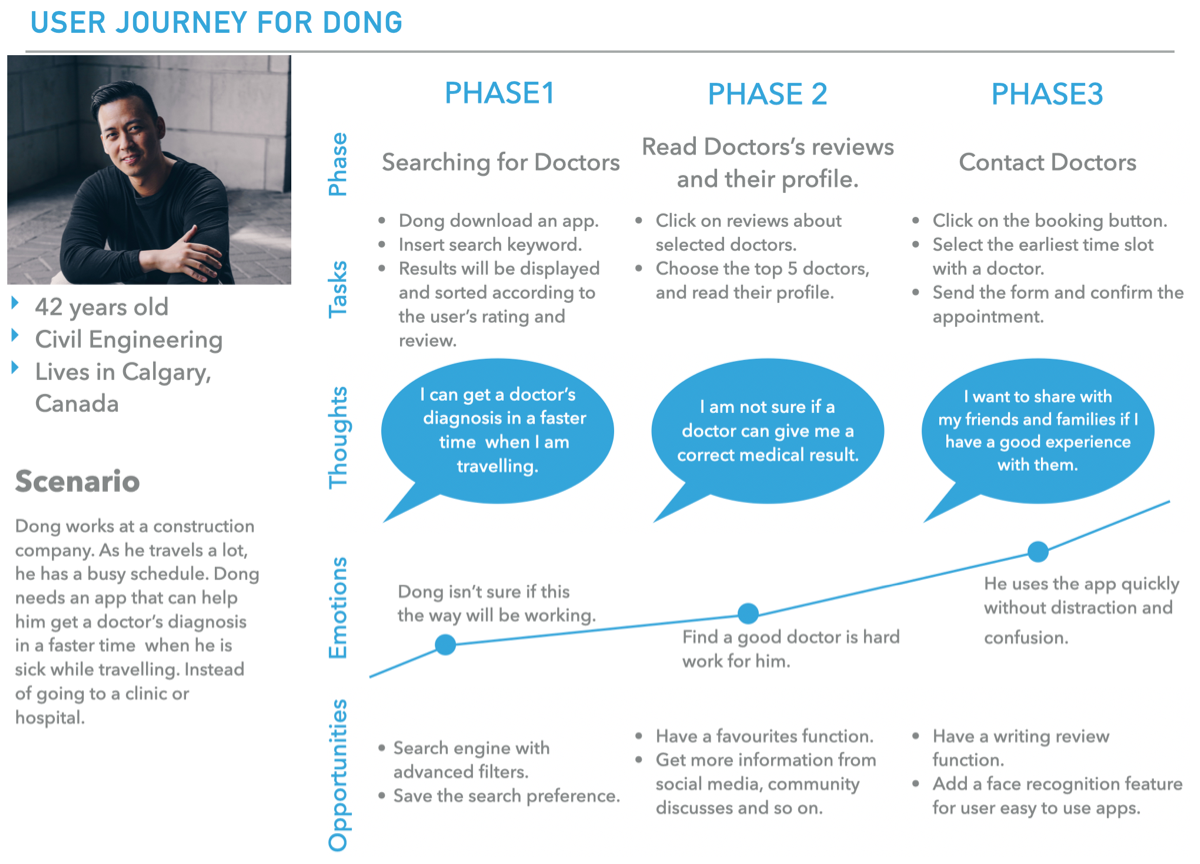 USER JOURNEY FOR DONG
42 years old
Civil Engineering
Lives in Calgary,
Canada
Scenario
Dong works at a construction
company. As he travels a lot,
he has a busy schedule. Dong
needs an app that can help
him get a doctor's diagnosis
in a faster time when he is
sick while travelling. Instead
of going to a clinic or
hospital.
PHASE1
PHASE 2
PHASE3
Phase
Searching for Doctors
Read Doctors's reviews
and their profile.
Contact Doctors
Tasks
• Dong download an app.
• Insert search keyword.
• Results will be displayed
and sorted according to
the user's rating and
review.
• Click on reviews about
selected doctors.
• Choose the top 5 doctors,
and read their profile.
• Click on the booking button.
• Select the earliest time slot
with a doctor.
• Send the form and confirm the
appointment.
Thoughts
I can get a doctor's
diagnosis in a faster
time when I am
travelling.
I am not sure if a
doctor can give me a
correct medical result.
I want to share with
my friends and families if I
have a good experience
with them.
Emotions
Dong isn't sure if this
the way will be working.
Find a good doctor is hard
work for him.
He uses the app quickly
without distraction and
confusion.
Opportunities
• Search engine with
advanced filters.
• Save the search preference.
• Have a favourites function.
• Get more information from
social media, community
discusses and so on.
• Have a writing review
function.
• Add a face recognition feature
for user easy to use apps.